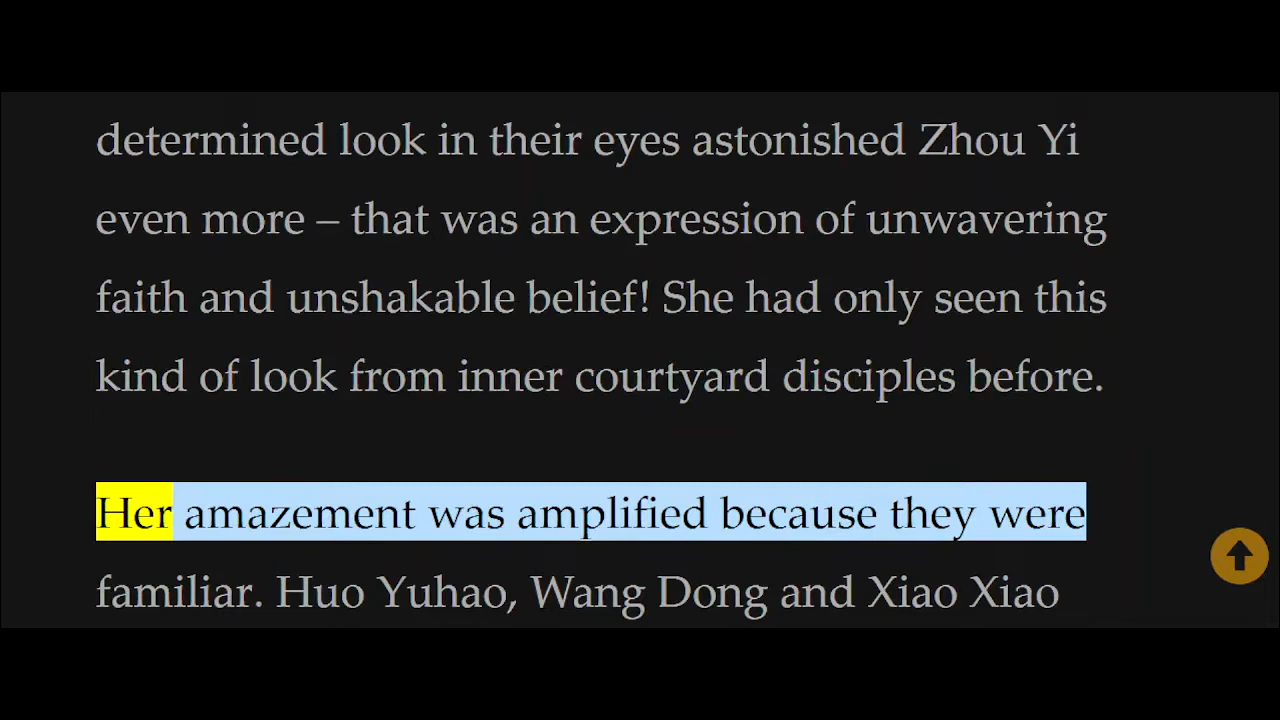 determined look in their eyes astonished Zhou Yi
even more – that was an expression of unwavering
faith and unshakable belief! She had only seen this
kind of look from inner courtyard disciples before.
Her amazement was amplified because they were
familiar. Huo Yuhao, Wang Dong and Xiao Xiao